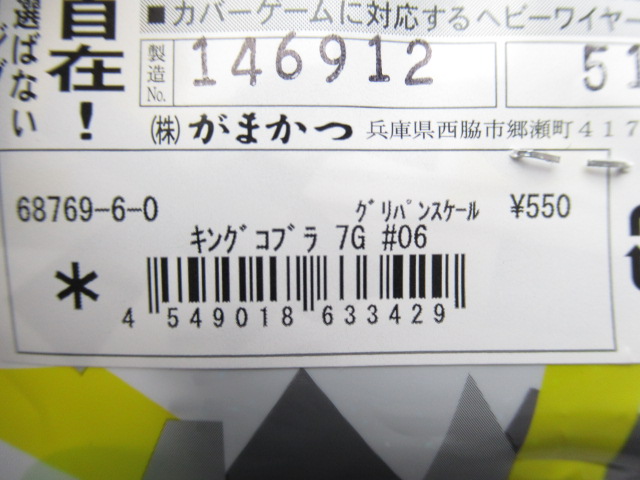 ■カバーゲームに対応するヘビーワイヤー
自在!
選ばない
製造No. 146912 51
(株)がまかつ 兵庫県西脇市郷瀬町417
68769-6-0 グリパンスケール ¥550
キングコブラ 7G #06
*
4 549018 633429